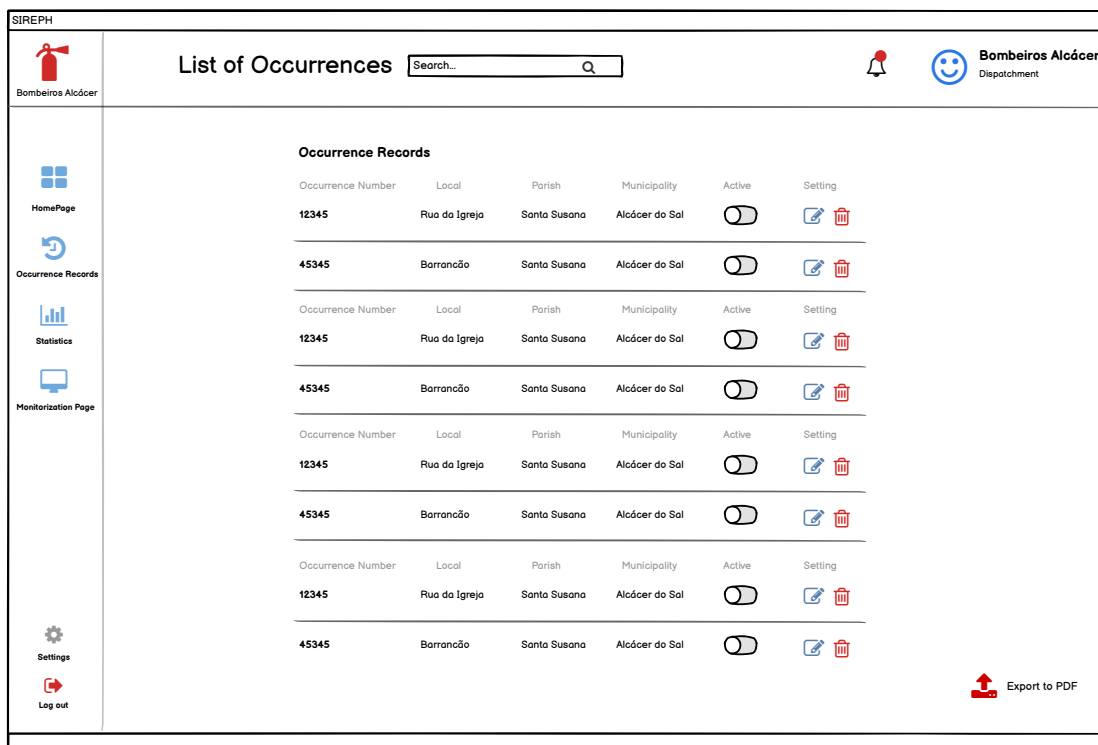 SIREPH
Bombeiros Alcácer
List of Occurrences
Search...
Bombeiros Alcácer
Dispatchment
HomePage
Occurrence Records
Statistics
Monitorization Page
Settings
Log out
Occurrence Records
Occurrence Number Local Parish Municipality Active Setting
12345 Rua da Igreja Santa Susana Alcácer do Sal
45345 Barrancão Santa Susana Alcácer do Sal
Occurrence Number Local Parish Municipality Active Setting
12345 Rua da Igreja Santa Susana Alcácer do Sal
45345 Barrancão Santa Susana Alcácer do Sal
Occurrence Number Local Parish Municipality Active Setting
12345 Rua da Igreja Santa Susana Alcácer do Sal
45345 Barrancão Santa Susana Alcácer do Sal
Occurrence Number Local Parish Municipality Active Setting
12345 Rua da Igreja Santa Susana Alcácer do Sal
45345 Barrancão Santa Susana Alcácer do Sal
Export to PDF